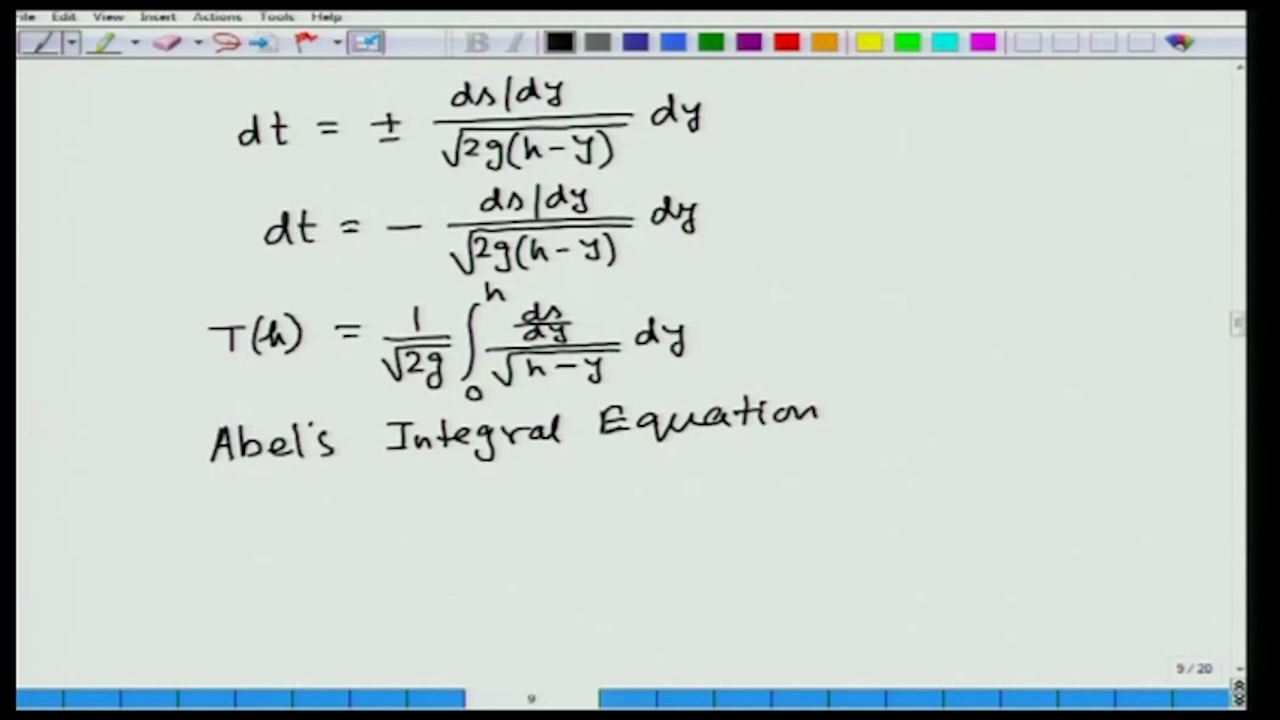 File Edit View Insert Actions Tools Help
B I
dt = ± ds/dy / √2g(h-y) dy
dt = - ds/dy / √2g(h-y) dy
T(h) = 1/√2g ∫₀ʰ ds/dy / √h-y dy
Abel's Integral Equation
9/20
9